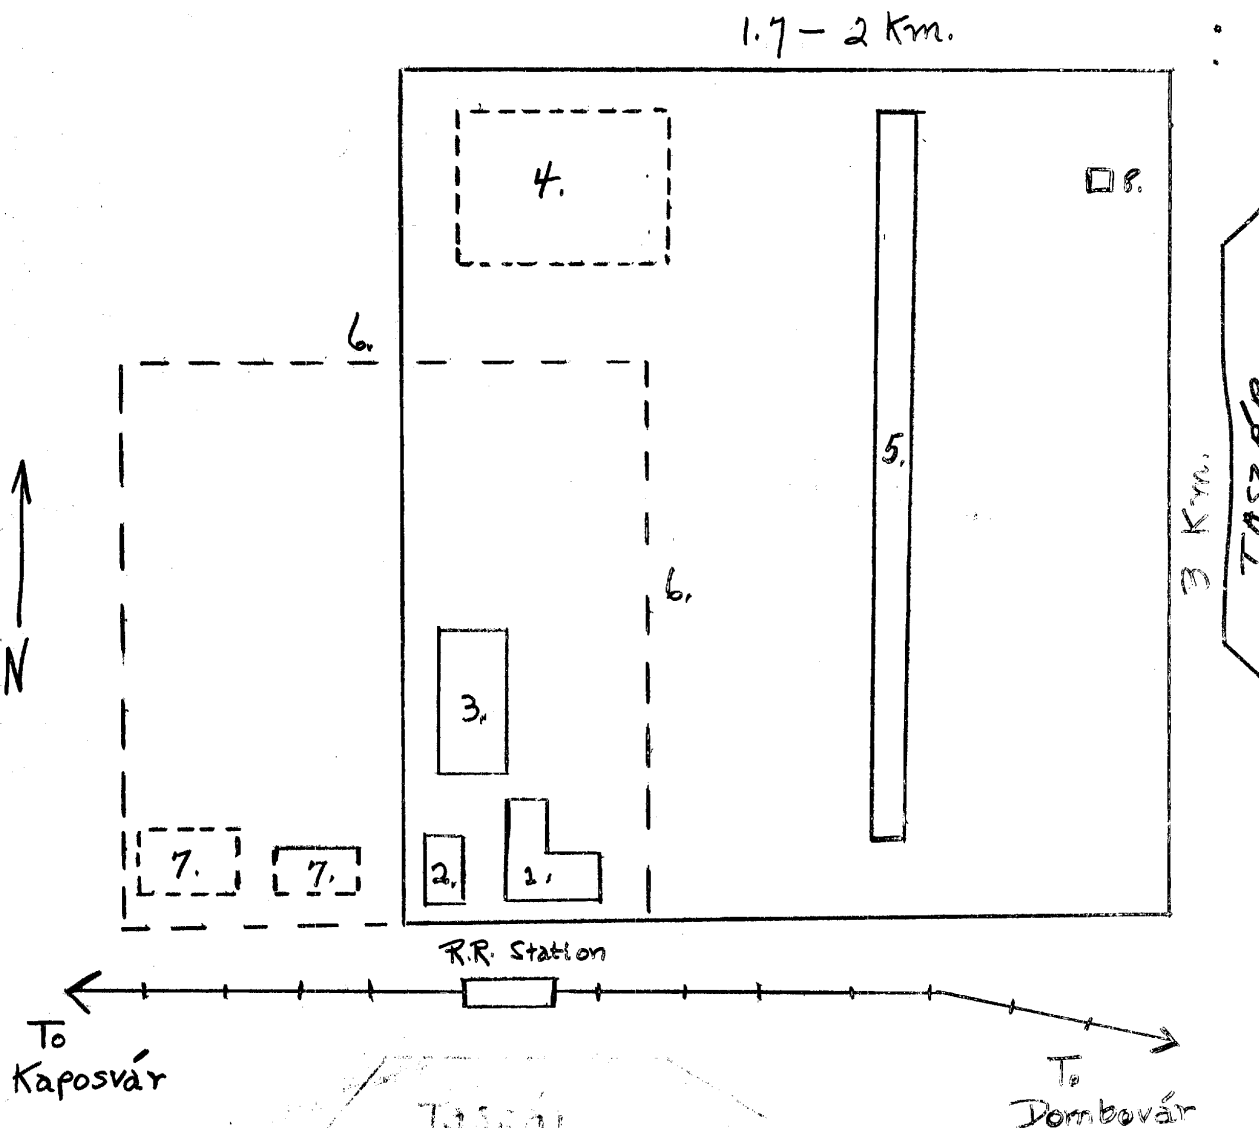 1.7 – 2 Km.
4.
8.
6.
5.
3 Km.
6.
N
3.
7.
7.
2.
1.
R.R. Station
To
Kaposvár
To
Dombovár